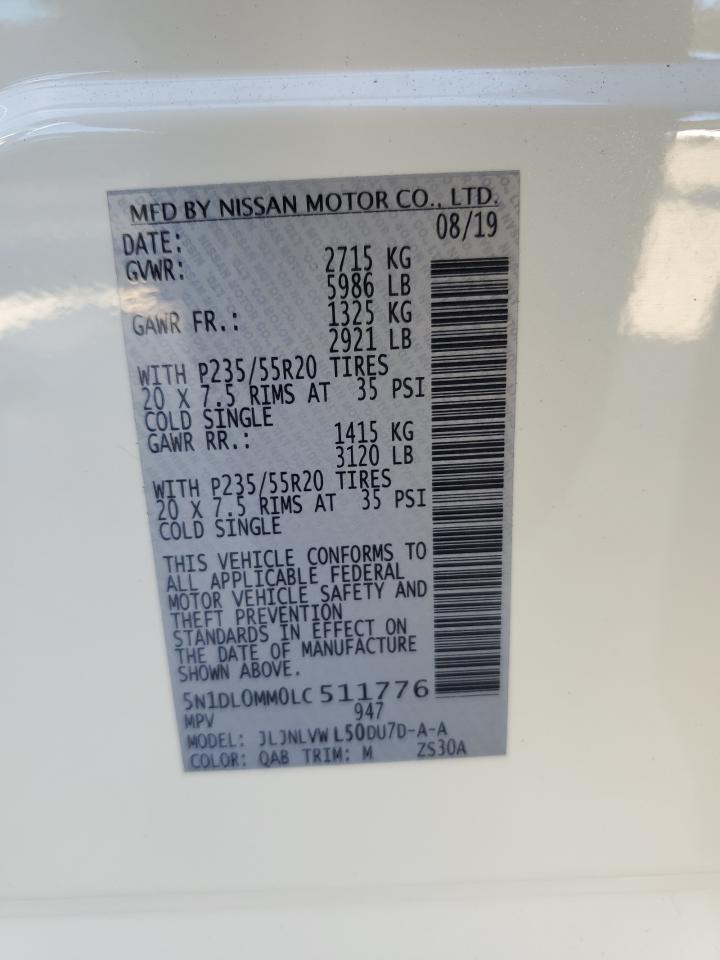 MFD BY NISSAN MOTOR CO., LTD.
DATE: 08/19
GVWR: 2715 KG
5986 LB
GAWR FR.: 1325 KG
2921 LB
WITH P235/55R20 TIRES
20 X 7.5 RIMS AT 35 PSI
COLD SINGLE
GAWR RR.: 1415 KG
3120 LB
WITH P235/55R20 TIRES
20 X 7.5 RIMS AT 35 PSI
COLD SINGLE
THIS VEHICLE CONFORMS TO
ALL APPLICABLE FEDERAL
MOTOR VEHICLE SAFETY AND
THEFT PREVENTION
STANDARDS IN EFFECT ON
THE DATE OF MANUFACTURE
SHOWN ABOVE.
5N1DL0MM0LC 511776
MPV 947
MODEL: JLJNLVW L50DU7D-A-A
COLOR: QAB TRIM: M ZS30A